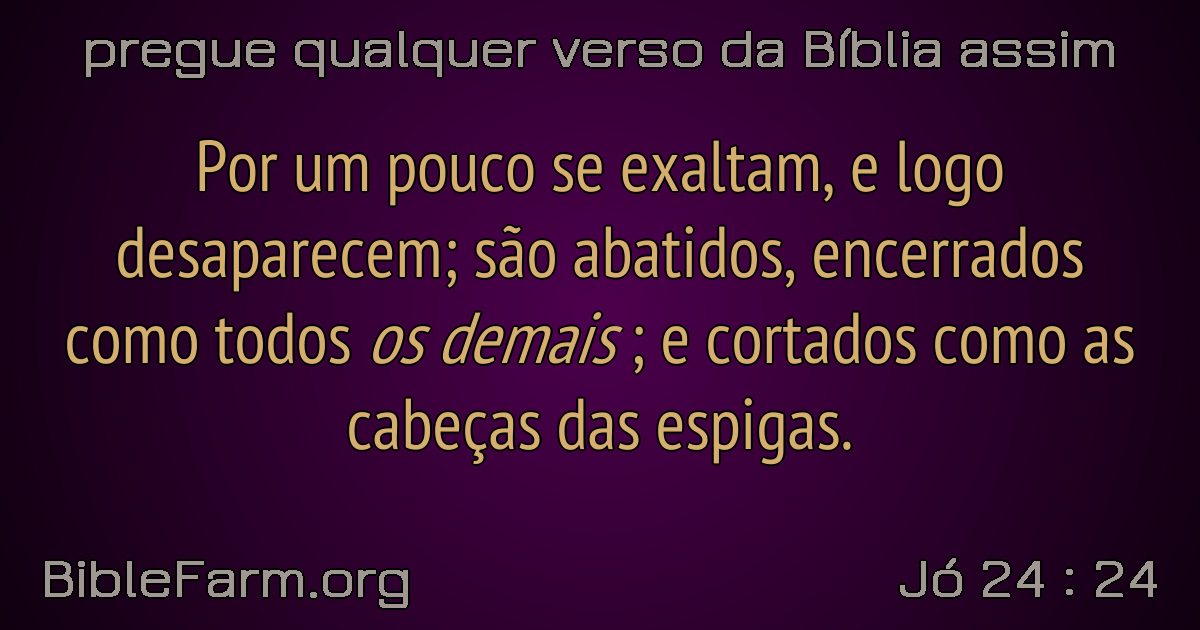 pregue qualquer verso da Bíblia assim
Por um pouco se exaltam, e logo
desaparecem; são abatidos, encerrados
como todos os demais ; e cortados como as
cabeças das espigas.
BibleFarm.org
Jó 24 : 24